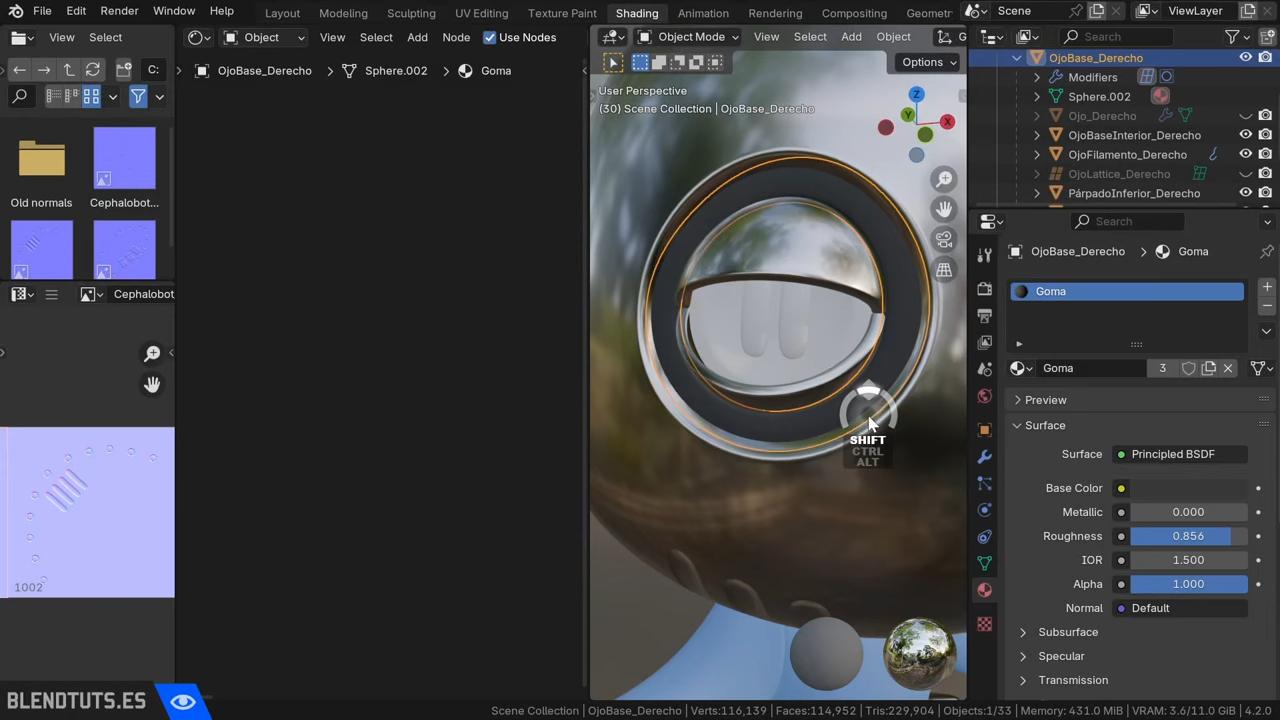 File Edit Render Window Help Layout Modeling Sculpting UV Editing Texture Paint Shading Animation Rendering Compositing Geometr Scene ViewLayer
View Select C:
Object View Select Add Node Use Nodes
OjoBase_Derecho Sphere.002 Goma
Object Mode View Select Add Object G
Options
User Perspective
(30) Scene Collection | OjoBase_Derecho
Z
Y
X
Old normals
Cephalobot...
Cephalobot
1002
SHIFT
CTRL
ALT
Search
OjoBase_Derecho
Modifiers
Sphere.002
Ojo_Derecho
OjoBaseInterior_Derecho
OjoFilamento_Derecho
OjoLattice_Derecho
PárpadoInferior_Derecho
Search
OjoBase_Derecho Goma
Goma
Goma 3
Preview
Surface
Surface Principled BSDF
Base Color
Metallic 0.000
Roughness 0.856
IOR 1.500
Alpha 1.000
Normal Default
Subsurface
Specular
Transmission
BLENDTUTS.ES
Scene Collection | OjoBase_Derecho | Verts:116,139 | Faces:114,952 | Tris:229,904 | Objects:1/33 | Memory: 431.0 MiB | VRAM: 3.6/11.0 GiB | 4.2.0